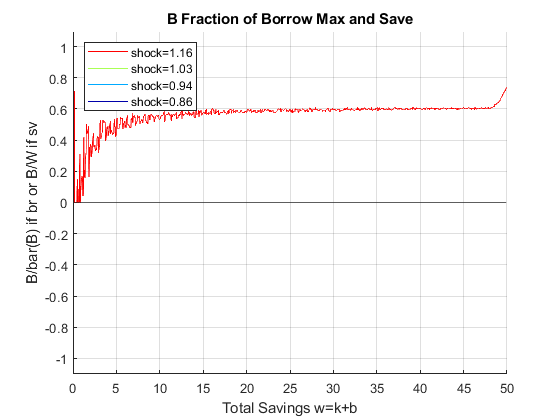 B Fraction of Borrow Max and Save
shock=1.16
shock=1.03
shock=0.94
shock=0.86
1
0.8
0.6
0.4
0.2
0
-0.2
-0.4
-0.6
-0.8
-1
B/bar(B) if br or B/W if sv
0 5 10 15 20 25 30 35 40 45 50
Total Savings w=k+b